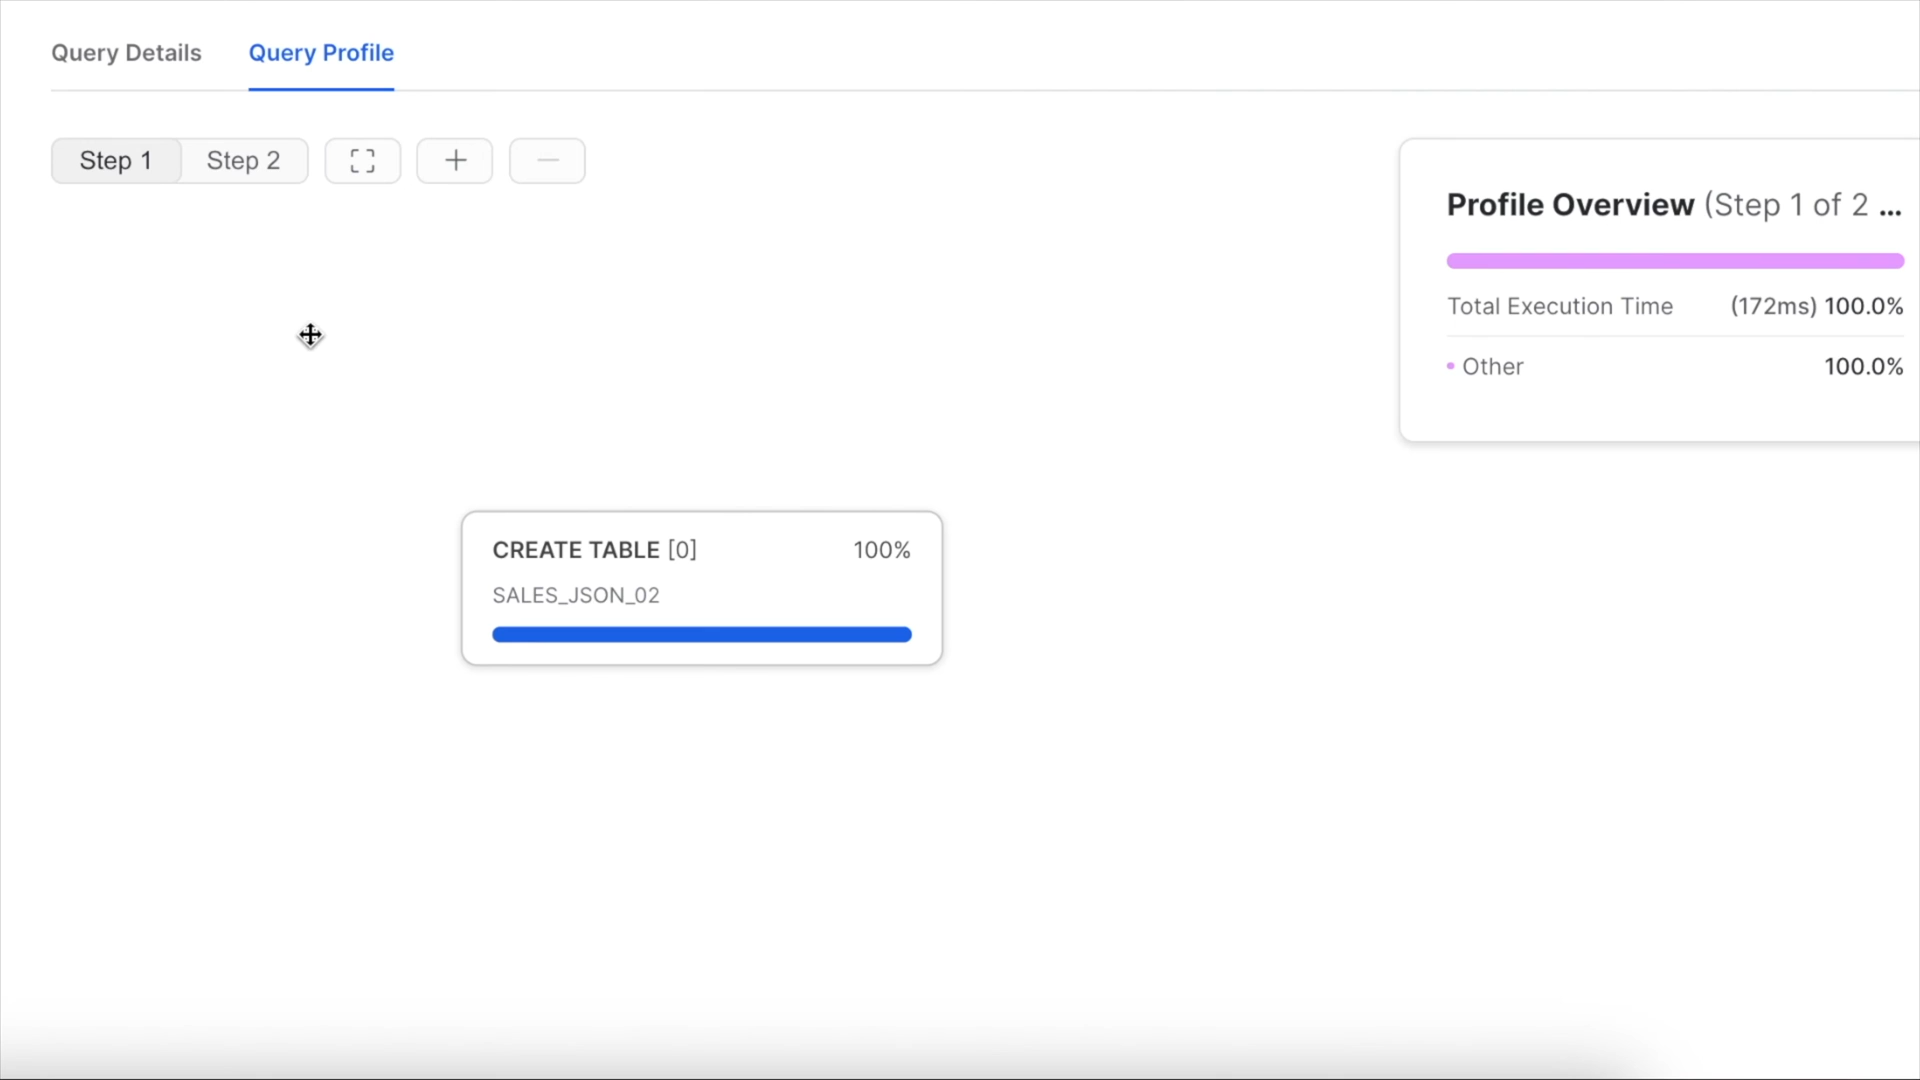 Query Details
Query Profile
Step 1
Step 2
Profile Overview (Step 1 of 2 ...
Total Execution Time (172ms) 100.0%
Other 100.0%
CREATE TABLE [0] 100%
SALES_JSON_02